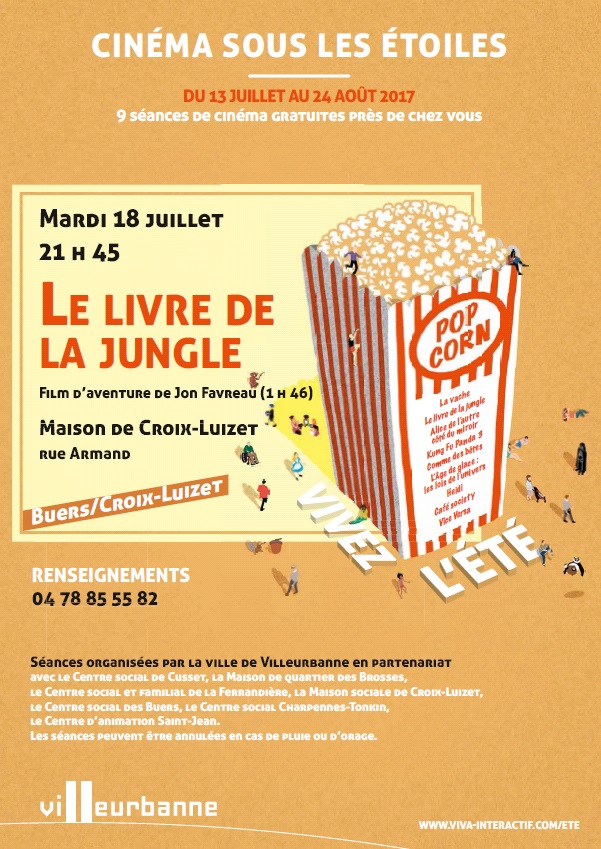 CINÉMA SOUS LES ÉTOILES
DU 13 JUILLET AU 24 AOÛT 2017
9 SÉANCES DE CINÉMA GRATUITES PRÈS DE CHEZ VOUS
MARDI 18 JUILLET
21 H 45
LE LIVRE DE
LA JUNGLE
FILM D'AVENTURE DE JON FAVREAU (1 H 46)
MAISON DE CROIX-LUIZET
RUE ARMAND
BUERS/CROIX-LUIZET
POP
CORN
La vache
Le livre de la jungle
Alice de l'autre
côté du miroir
Kung Fu Panda 3
Comme des bêtes
L'Âge de glace :
les lois de l'univers
Heidi
Café society
Vice Versa
VIVEZ
L'ÉTÉ
RENSEIGNEMENTS
04 78 85 55 82
SÉANCES ORGANISÉES PAR LA VILLE DE VILLEURBANNE EN PARTENARIAT
AVEC LE CENTRE SOCIAL DE CUSSET, LA MAISON DE QUARTIER DES BROSSES,
LE CENTRE SOCIAL ET FAMILIAL DE LA FERRANDIÈRE, LA MAISON SOCIALE DE CROIX-LUIZET,
LE CENTRE SOCIAL DES BUERS, LE CENTRE SOCIAL CHARPENNES-TONKIN,
LE CENTRE D'ANIMATION SAINT-JEAN.
LES SÉANCES PEUVENT ÊTRE ANNULÉES EN CAS DE PLUIE OU D'ORAGE.
villeurbanne
WWW.VIVA-INTERACTIF.COM/ETE